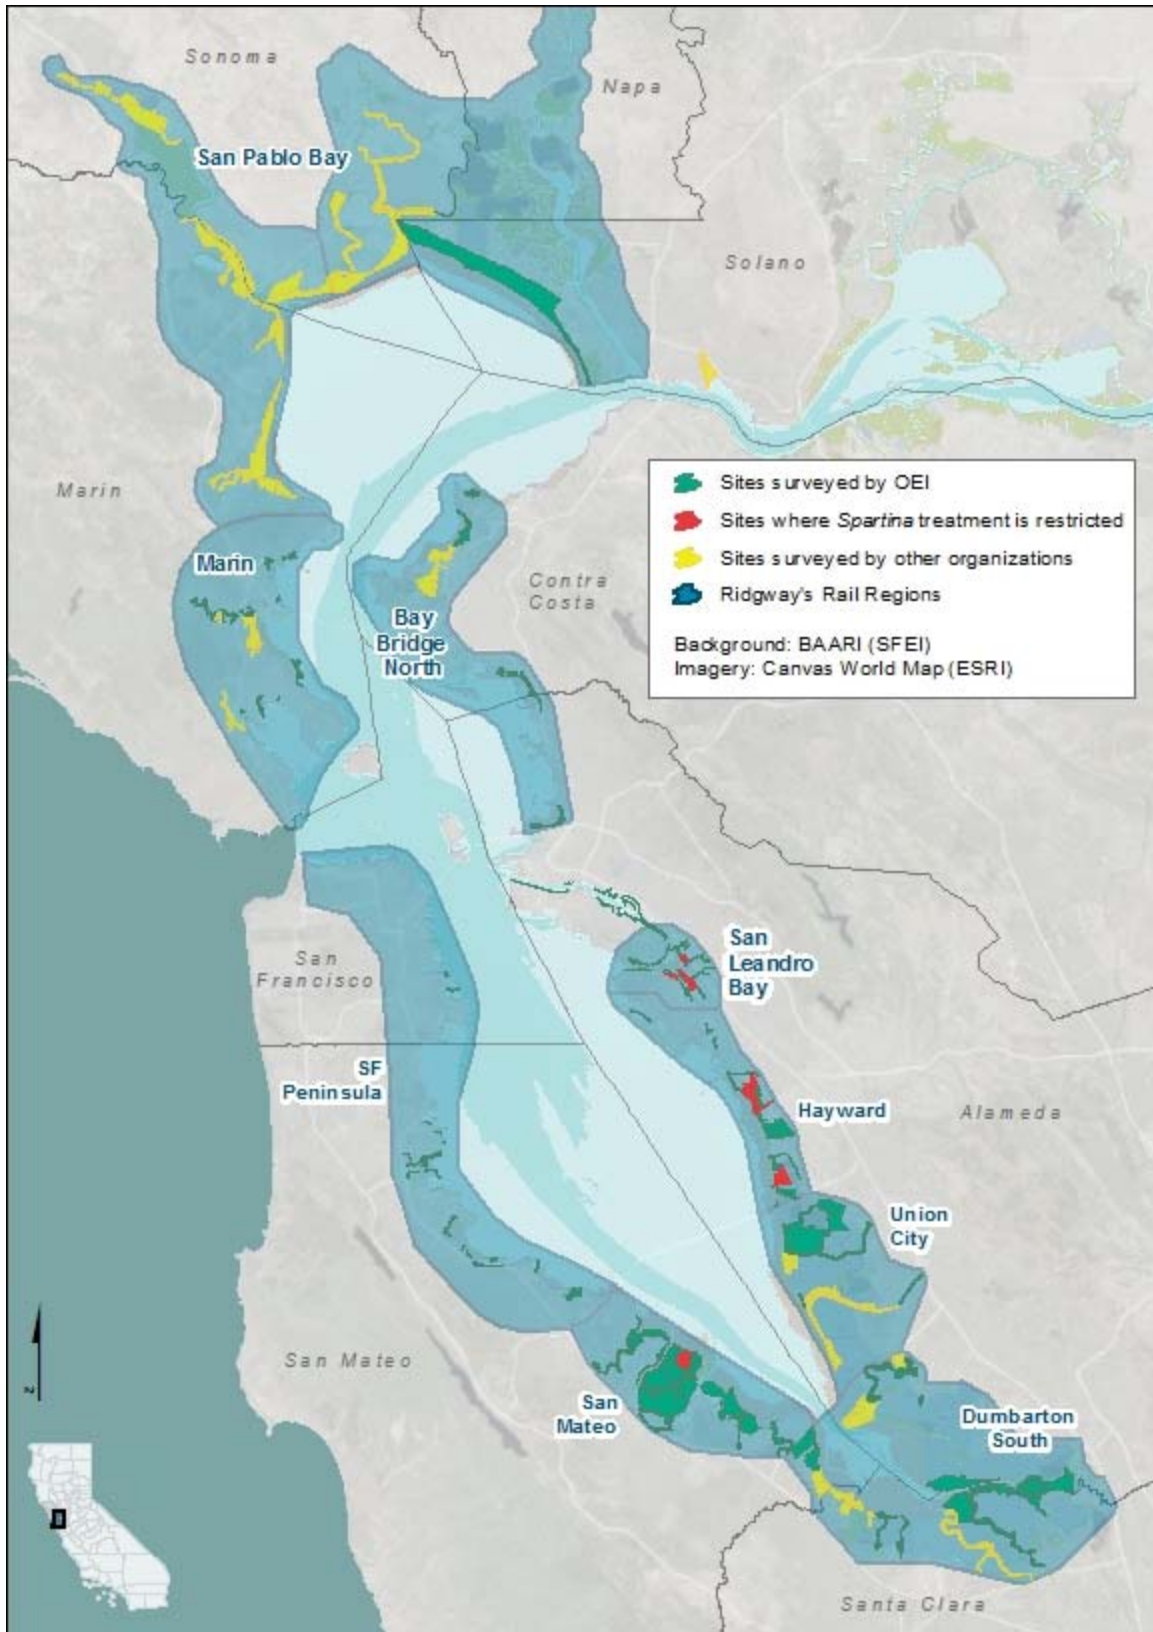 Sonoma
Napa
San Pablo Bay
Solano
Marin
Sites surveyed by OEI
Sites where Spartina treatment is restricted
Sites surveyed by other organizations
Ridgway's Rail Regions
Background: BAARI (SFEI)
Imagery: Canvas World Map (ESRI)
Marin
Contra
Costa
Bay
Bridge
North
San
Leandro
Bay
San
Francisco
SF
Peninsula
Hayward
Alameda
Union
City
San Mateo
San
Mateo
Dumbarton
South
Santa Clara
N